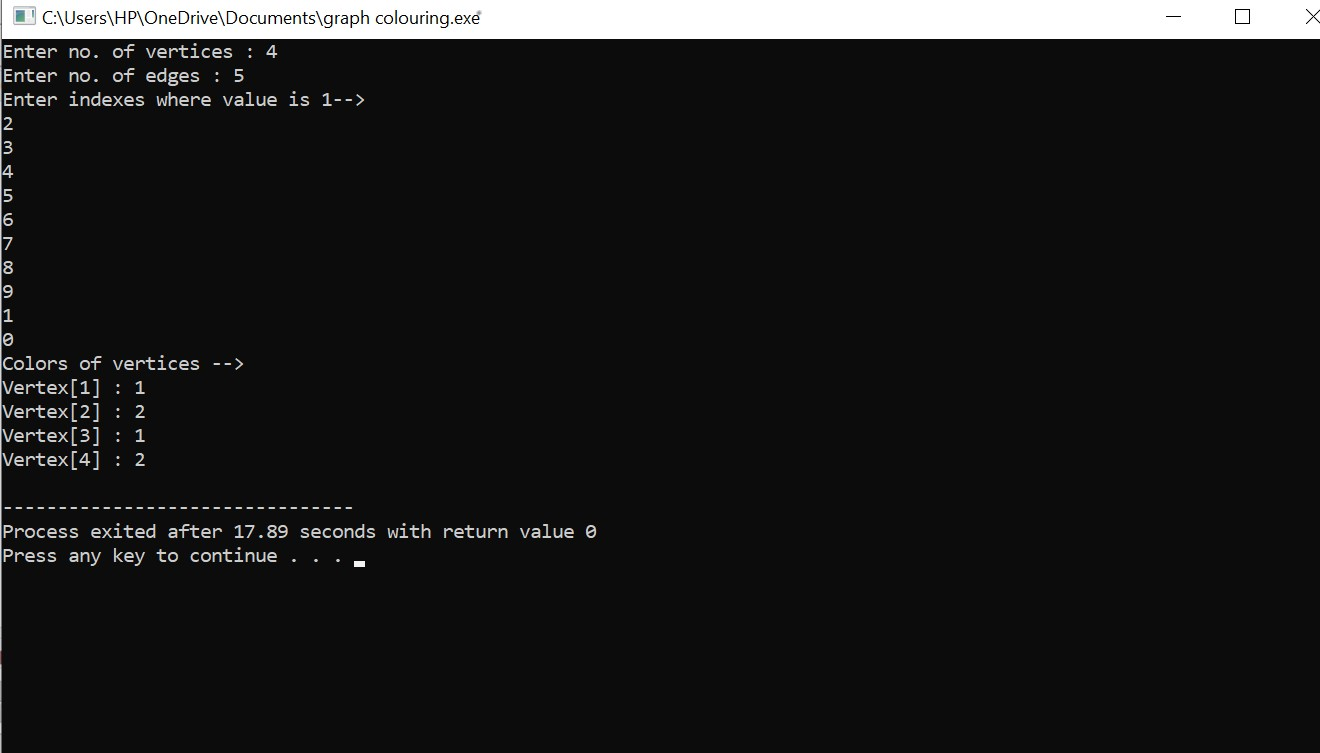 C:\Users\HP\OneDrive\Documents\graph colouring.exe
Enter no. of vertices : 4
Enter no. of edges : 5
Enter indexes where value is 1-->
2
3
4
5
6
7
8
9
1
0
Colors of vertices -->
Vertex[1] : 1
Vertex[2] : 2
Vertex[3] : 1
Vertex[4] : 2
--------------------------------
Process exited after 17.89 seconds with return value 0
Press any key to continue . . .